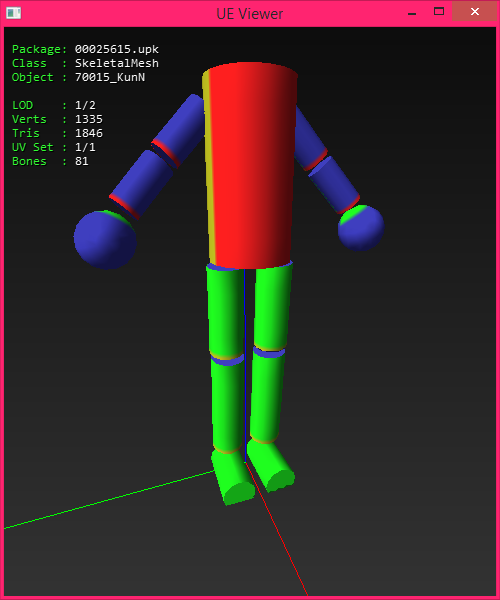 UE Viewer
Package: 00025615.upk
Class  : SkeletalMesh
Object : 70015_KunN
LOD    : 1/2
Verts  : 1335
Tris   : 1846
UV Set : 1/1
Bones  : 81